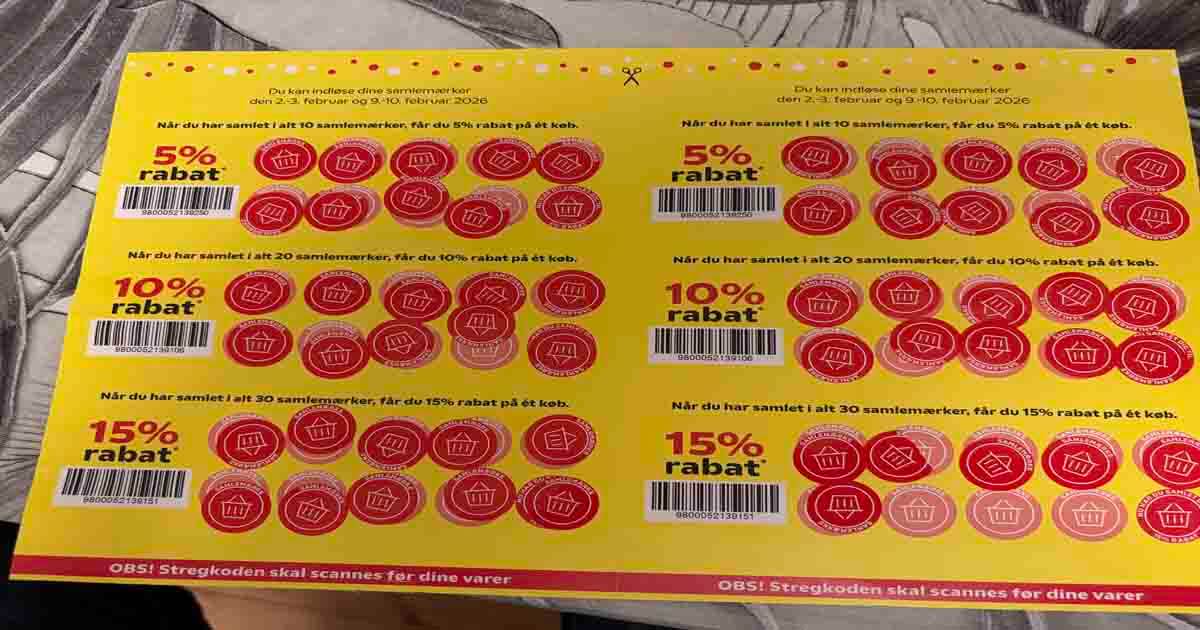 Du kan indløse dine samlemærker
den 2.-3. februar og 9.-10. februar 2026
Når du har samlet i alt 10 samlemærker, får du 5% rabat på ét køb.
5%
rabat*
9800052139250
Når du har samlet i alt 20 samlemærker, får du 10% rabat på ét køb.
10%
rabat*
9800052139106
Når du har samlet i alt 30 samlemærker, får du 15% rabat på ét køb.
15%
rabat*
9800052139151
OBS! Stregkoden skal scannes før dine varer
Du kan indløse dine samlemærker
den 2.-3. februar og 9.-10. februar 2026
Når du har samlet i alt 10 samlemærker, får du 5% rabat på ét køb.
5%
rabat*
9800052139250
Når du har samlet i alt 20 samlemærker, får du 10% rabat på ét køb.
10%
rabat*
9800052139106
Når du har samlet i alt 30 samlemærker, får du 15% rabat på ét køb.
15%
rabat*
9800052139151
OBS! Stregkoden skal scannes før dine varer